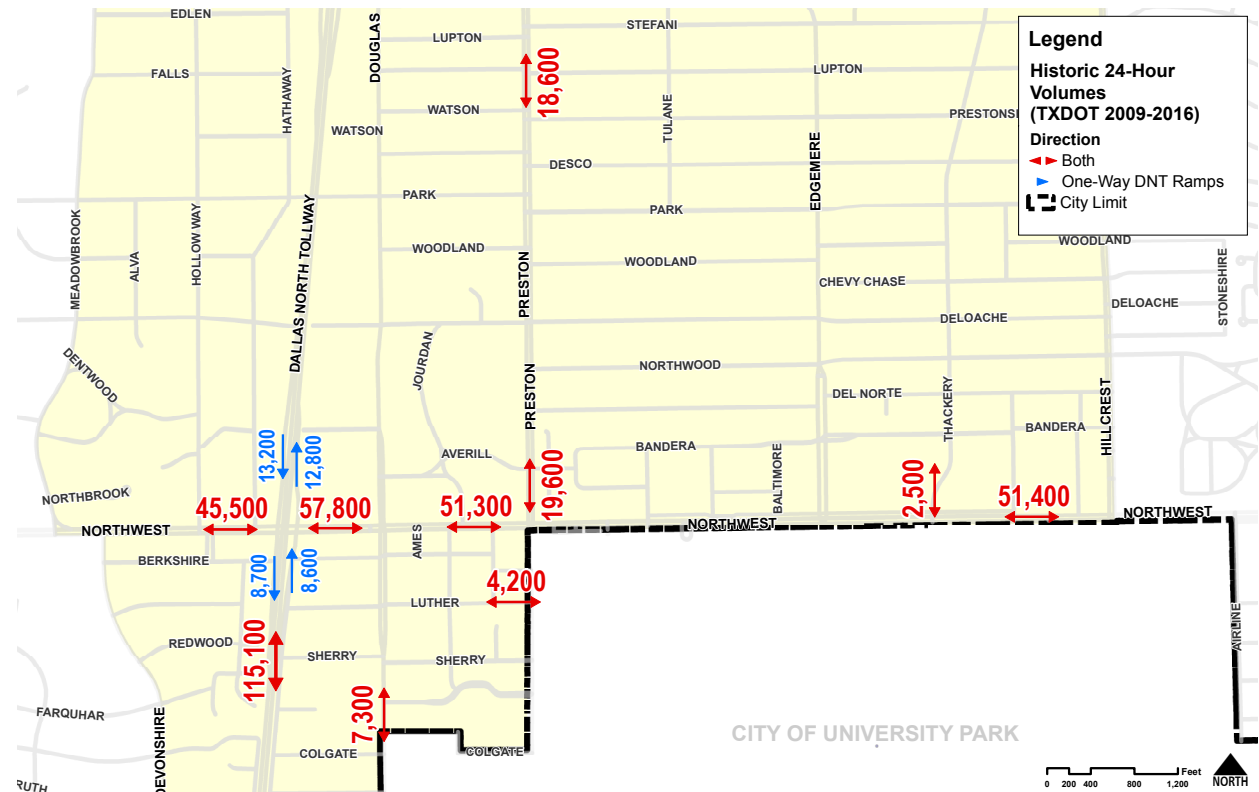 EDLEN
STEFANI
LUPTON
DOUGLAS
FALLS
LUPTON
HATHAWAY
18,600
WATSON
WATSON
TULANE
PRESTONS
DESCO
EDGEMERE
PARK
PARK
MEADOWBROOK
ALVA
HOLLOW WAY
DALLAS NORTH TOLLWAY
WOODLAND
WOODLAND
WOODLAND
CHEVY CHASE
STONESHIRE
PRESTON
DELOACHE
DELOACHE
JOURDAN
DENTWOOD
NORTHWOOD
PRESTON
DEL NORTE
THACKERY
HILLCREST
BANDERA
BANDERA
AVERILL
BALTIMORE
13,200
12,800
19,600
2,500
NORTHBROOK
45,500
57,800
51,300
51,400
NORTHWEST
NORTHWEST
NORTHWEST
AMES
BERKSHIRE
8,700
8,600
4,200
LUTHER
REDWOOD
SHERRY
SHERRY
AIRLINE
115,100
7,300
FARQUHAR
DEVONSHIRE
COLGATE
COLGATE
CITY OF UNIVERSITY PARK
RUTH
Legend
Historic 24-Hour
Volumes
(TXDOT 2009-2016)
Direction
Both
One-Way DNT Ramps
City Limit
Feet
0 200 400 800 1,200
NORTH